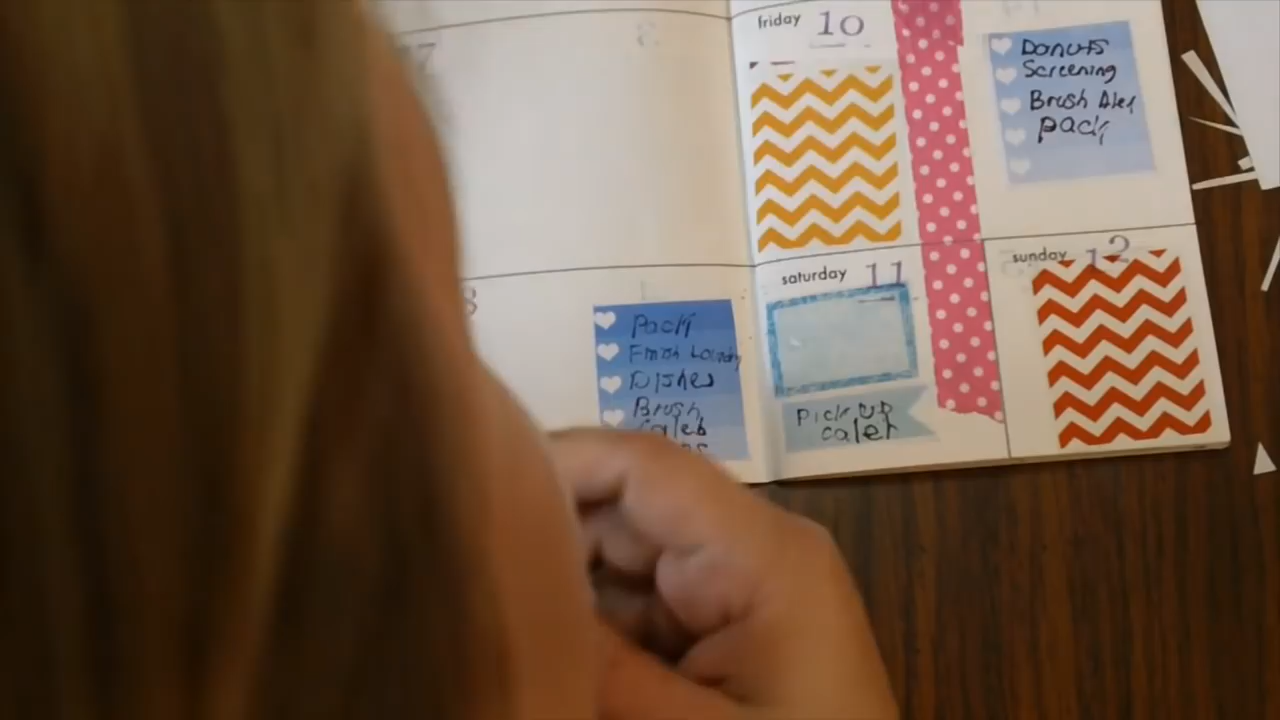 friday 10
Donuts
Screening
Brush Alex
pack
saturday 11
sunday 12
Pack
Finish Laundry
Dishes
Brush
Caleb
Pick up
caleb